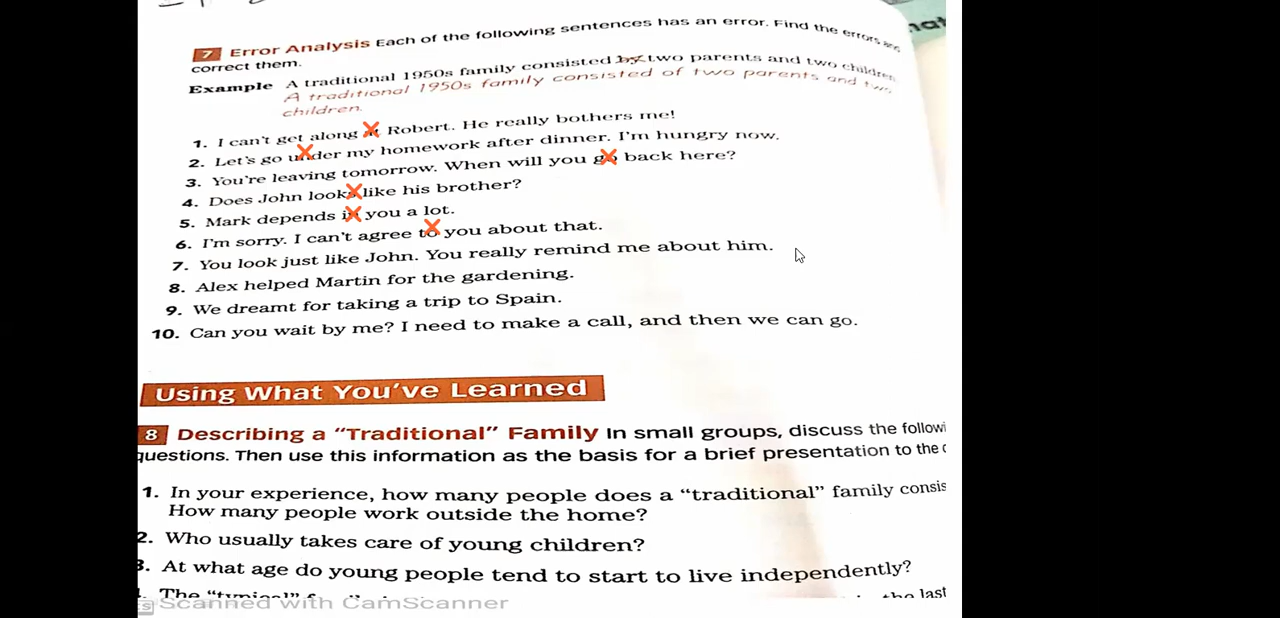 7 Error Analysis Each of the following sentences has an error. Find the errors and
correct them.
Example A traditional 1950s family consisted by two parents and two children.
A traditional 1950s family consisted of two parents and two
children.
1. I can't get along at Robert. He really bothers me!
2. Let's go under my homework after dinner. I'm hungry now.
3. You're leaving tomorrow. When will you go back here?
4. Does John looks like his brother?
5. Mark depends in you a lot.
6. I'm sorry. I can't agree to you about that.
7. You look just like John. You really remind me about him.
8. Alex helped Martin for the gardening.
9. We dreamt for taking a trip to Spain.
10. Can you wait by me? I need to make a call, and then we can go.
Using What You've Learned
8 Describing a "Traditional" Family In small groups, discuss the followi
questions. Then use this information as the basis for a brief presentation to the
1. In your experience, how many people does a "traditional" family consis
How many people work outside the home?
2. Who usually takes care of young children?
3. At what age do young people tend to start to live independently?
The "typical" the last
CS Scanned with CamScanner